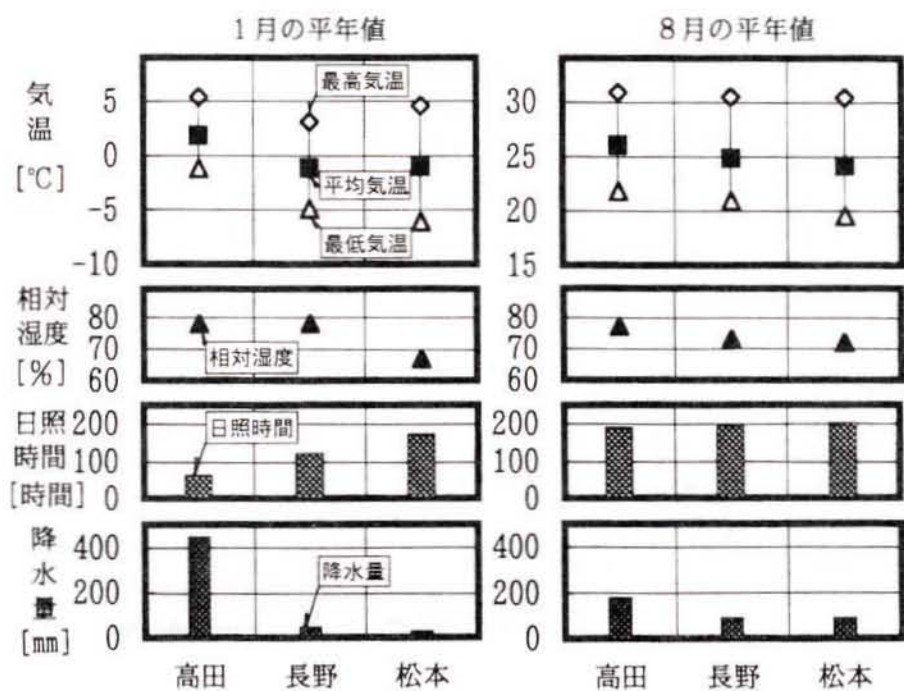 1月の平年値
8月の平年値
気温
[℃]
5
0
-5
-10
最高気温
平均気温
最低気温
30
25
20
15
相対湿度
[%]
80
70
60
相対湿度
80
70
60
日照時間
[時間]
200
100
0
日照時間
200
100
0
降水量
[mm]
400
200
0
降水量
400
200
0
高田 長野 松本
高田 長野 松本